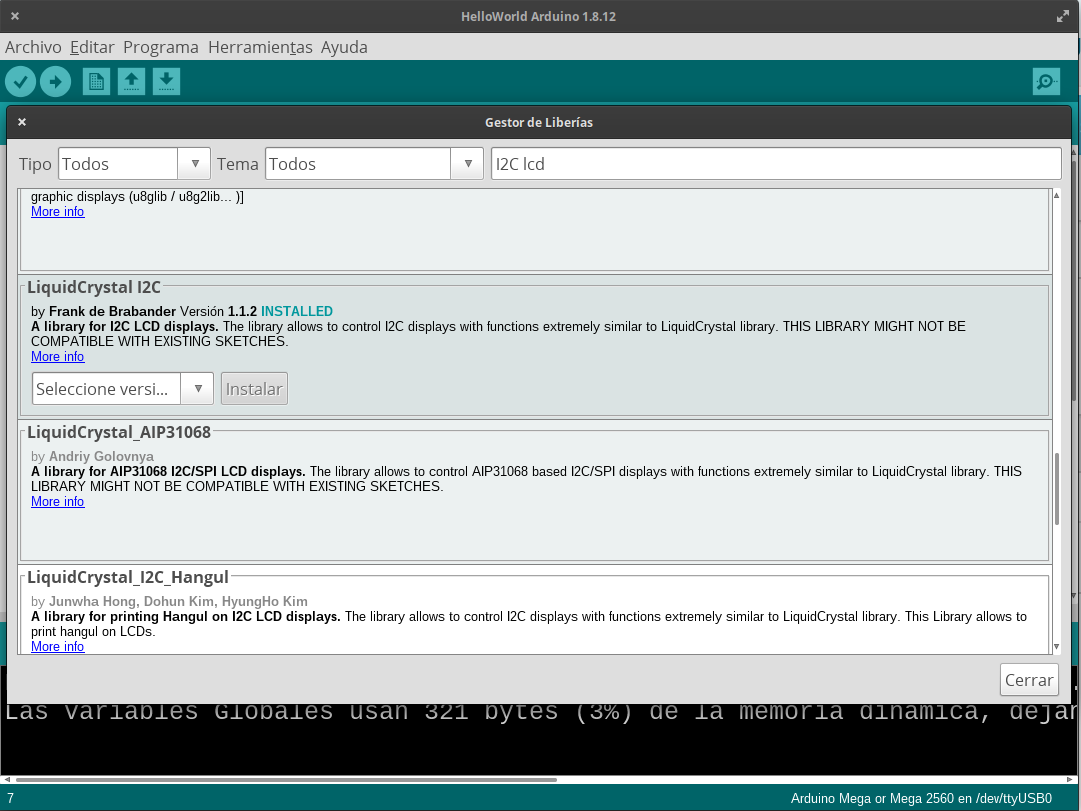 HelloWorld Arduino 1.8.12
Archivo Editar Programa Herramientas Ayuda
Gestor de Liberías
Tipo Todos Tema Todos I2C lcd
graphic displays (u8glib / u8g2lib... )]
More info
LiquidCrystal I2C
by Frank de Brabander Versión 1.1.2 INSTALLED
A library for I2C LCD displays. The library allows to control I2C displays with functions extremely similar to LiquidCrystal library. THIS LIBRARY MIGHT NOT BE
COMPATIBLE WITH EXISTING SKETCHES.
More info
Seleccione versi... Instalar
LiquidCrystal_AIP31068
by Andriy Golovnya
A library for AIP31068 I2C/SPI LCD displays. The library allows to control AIP31068 based I2C/SPI displays with functions extremely similar to LiquidCrystal library. THIS
LIBRARY MIGHT NOT BE COMPATIBLE WITH EXISTING SKETCHES.
More info
LiquidCrystal_I2C_Hangul
by Junwha Hong, Dohun Kim, HyungHo Kim
A library for printing Hangul on I2C LCD displays. The library allows to control I2C displays with functions extremely similar to LiquidCrystal library. This Library allows to
print hangul on LCDs.
More info
Cerrar
Las variables Globales usan 321 bytes (3%) de la memoria dinámica, dejan
7
Arduino Mega or Mega 2560 en /dev/ttyUSB0